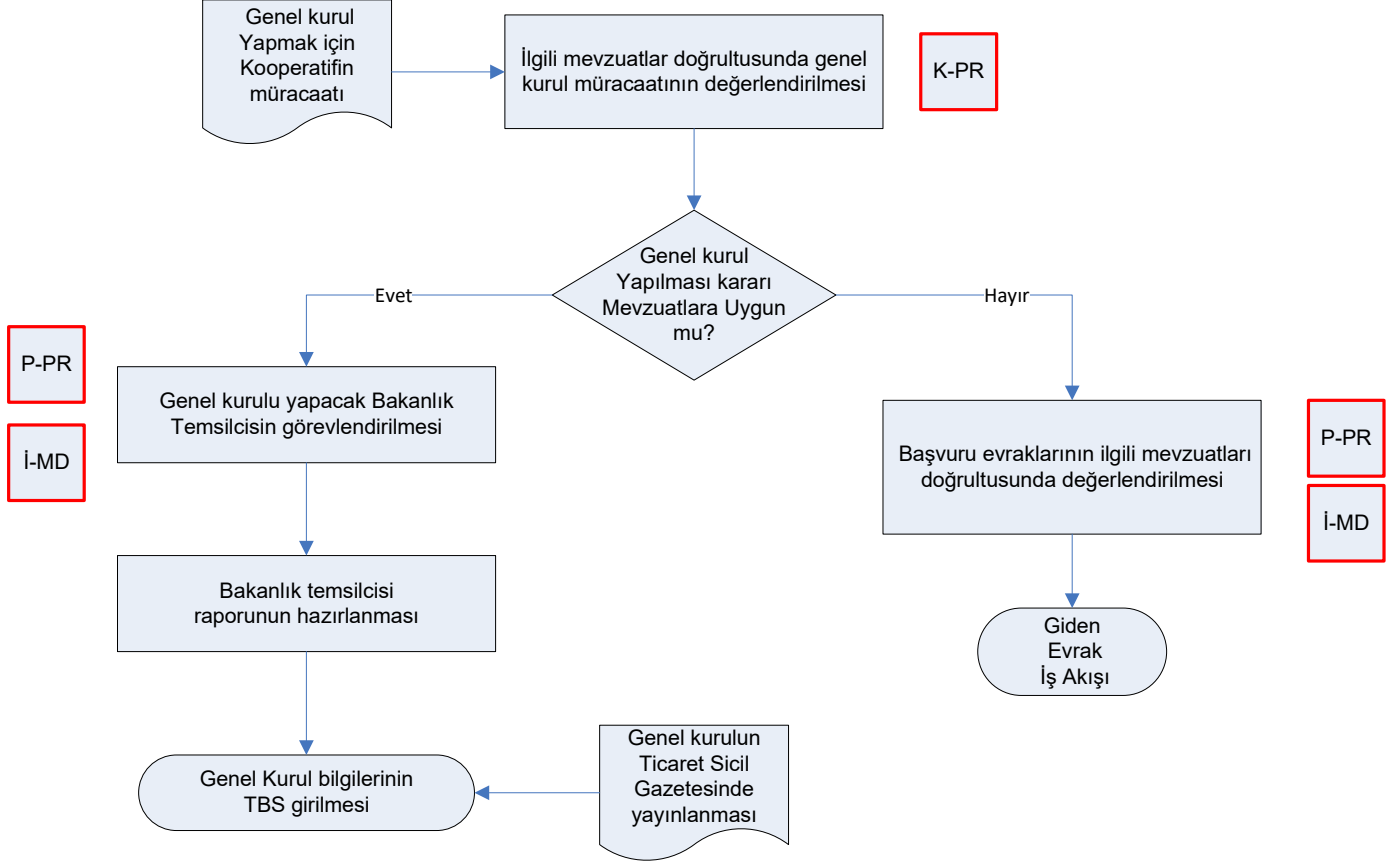 Genel kurul
Yapmak için
Kooperatifin
müracaatı
İlgili mevzuatlar doğrultusunda genel
kurul müracaatının değerlendirilmesi
K-PR
Genel kurul
Yapılması kararı
Mevzuatlara Uygun
mu?
Evet
Hayır
P-PR
İ-MD
Genel kurulu yapacak Bakanlık
Temsilcisin görevlendirilmesi
Başvuru evraklarının ilgili mevzuatları
doğrultusunda değerlendirilmesi
P-PR
İ-MD
Bakanlık temsilcisi
raporunun hazırlanması
Giden
Evrak
İş Akışı
Genel Kurul bilgilerinin
TBS girilmesi
Genel kurulun
Ticaret Sicil
Gazetesinde
yayınlanması